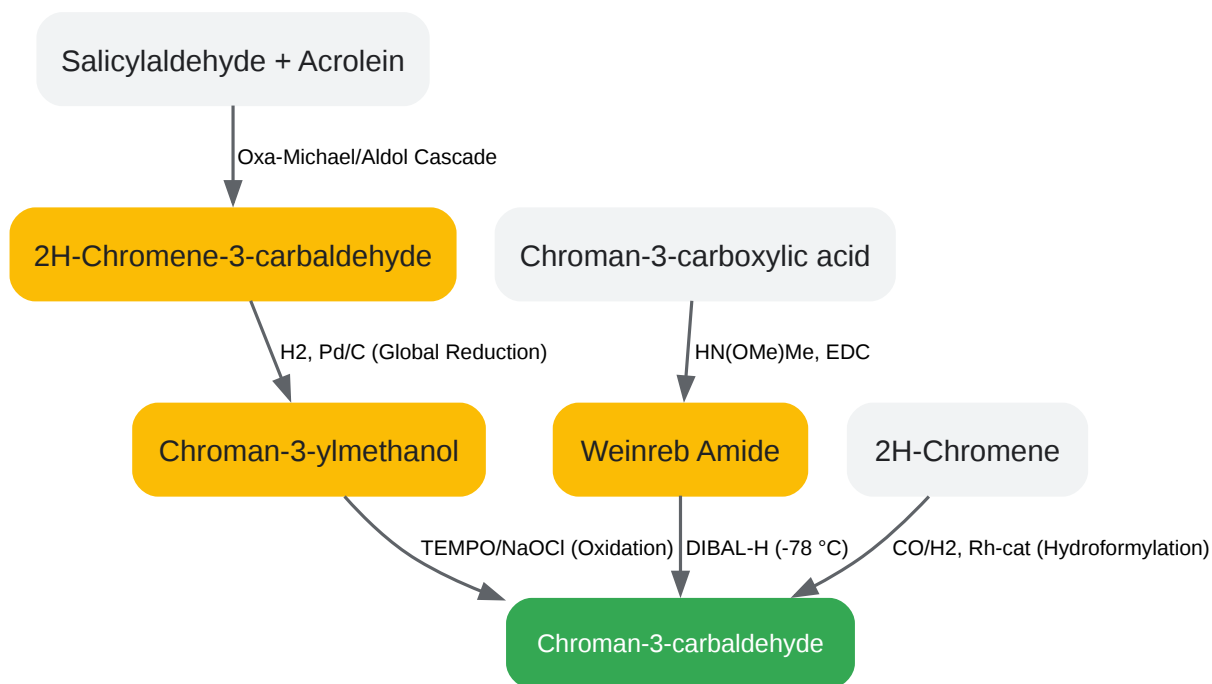 Salicylaldehyde + Acrolein
Oxa-Michael/Aldol Cascade
2H-Chromene-3-carbaldehyde
Chroman-3-carboxylic acid
H2, Pd/C (Global Reduction)
HN(OMe)Me, EDC
Chroman-3-ylmethanol
Weinreb Amide
2H-Chromene
TEMPO/NaOCl (Oxidation)
DIBAL-H (-78 °C)
CO/H2, Rh-cat (Hydroformylation)
Chroman-3-carbaldehyde